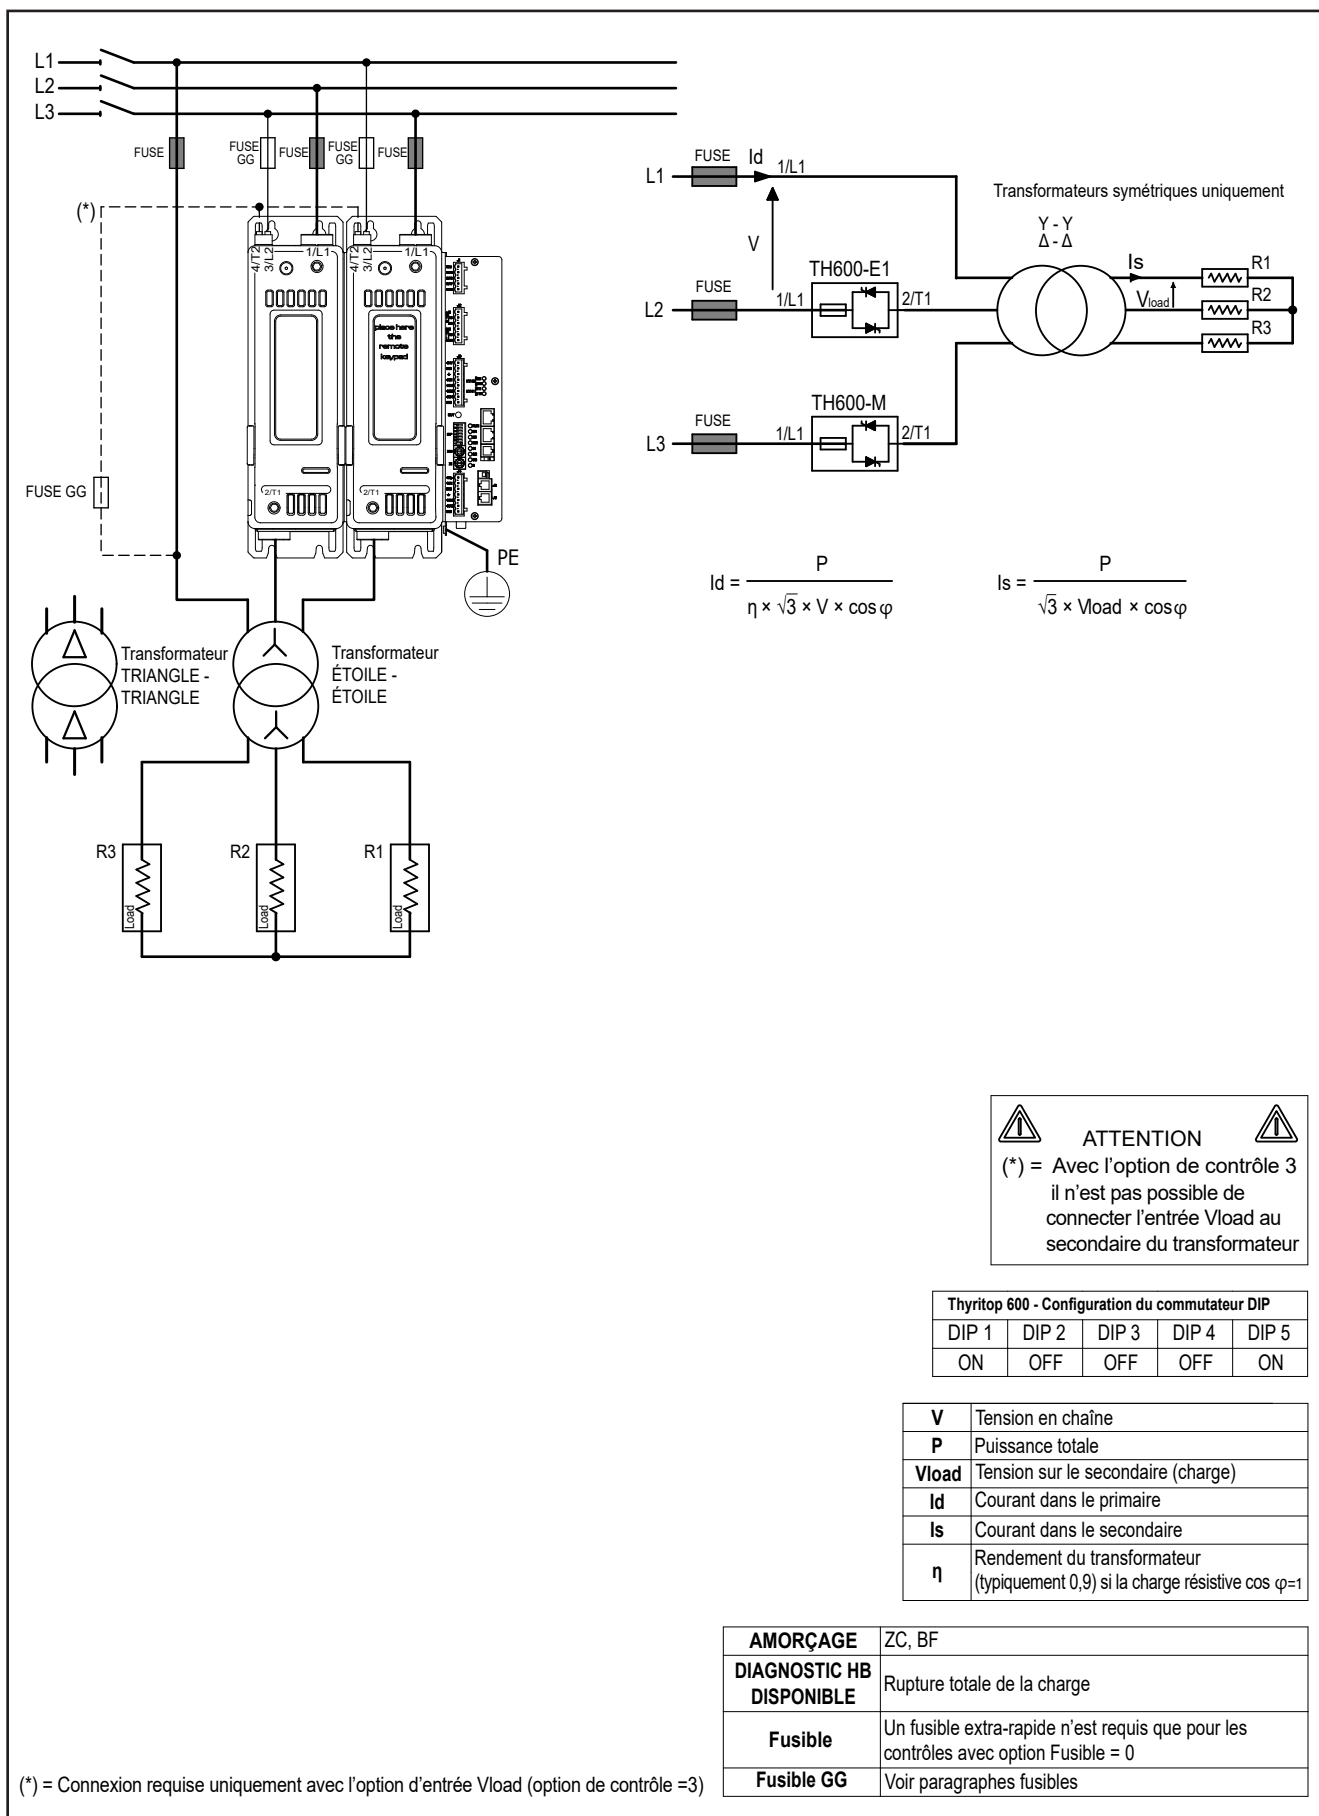 L1
L2
L3
FUSE
FUSE
GG
FUSE
FUSE
GG
FUSE
(*)
4/T2
3/L2
1/L1
4/T2
3/L2
1/L1
place here
the
remote
keypad
2/T1
2/T1
FUSE GG
PE
Transformateur
TRIANGLE -
TRIANGLE
Transformateur
ÉTOILE -
ÉTOILE
R3
R2
R1
Load
Load
Load
L1
FUSE
Id
1/L1
V
L2
FUSE
1/L1
TH600-E1
2/T1
L3
FUSE
1/L1
TH600-M
2/T1
Transformateurs symétriques uniquement
Y - Y
Δ - Δ
Is
Vload
R1
R2
R3
Id = P / η × √3 × V × cos φ
Is = P / √3 × Vload × cos φ
ATTENTION
(*) = Avec l’option de contrôle 3
il n’est pas possible de
connecter l’entrée Vload au
secondaire du transformateur
Thyritop 600 - Configuration du commutateur DIP
DIP 1 DIP 2 DIP 3 DIP 4 DIP 5
ON OFF OFF OFF ON
V Tension en chaîne
P Puissance totale
Vload Tension sur le secondaire (charge)
Id Courant dans le primaire
Is Courant dans le secondaire
η Rendement du transformateur
(typiquement 0,9) si la charge résistive cos φ=1
AMORÇAGE ZC, BF
DIAGNOSTIC HB
DISPONIBLE Rupture totale de la charge
Fusible Un fusible extra-rapide n’est requis que pour les
contrôles avec option Fusible = 0
Fusible GG Voir paragraphes fusibles
(*) = Connexion requise uniquement avec l’option d’entrée Vload (option de contrôle =3)